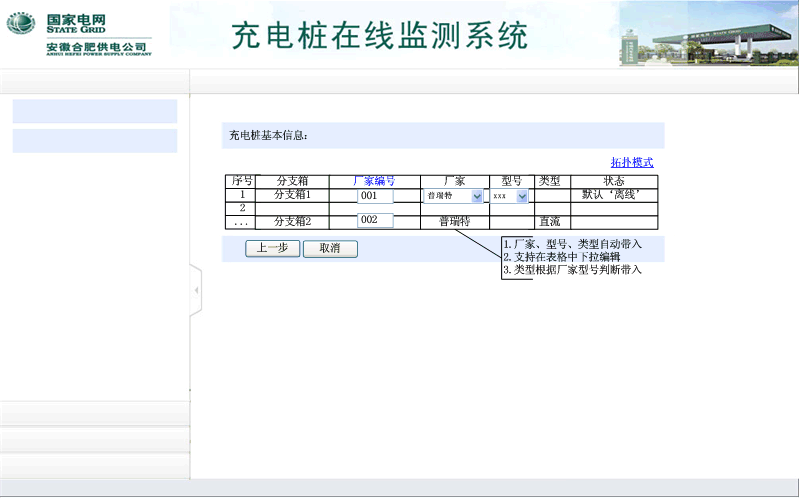 国家电网
STATE GRID
安徽合肥供电公司
ANHUI HEFEI POWER SUPPLY COMPANY
充电桩在线监测系统
国家电网 STATE GRID
充电桩基本信息:
拓扑模式
序号 分支箱 厂家编号 厂家 型号 类型 状态
1 分支箱1 001 普瑞特 xxx 默认‘离线’
2
... 分支箱2 002 普瑞特 直流
上一步 取消
1.厂家、型号、类型自动带入
2.支持在表格中下拉编辑
3.类型根据厂家型号判断带入